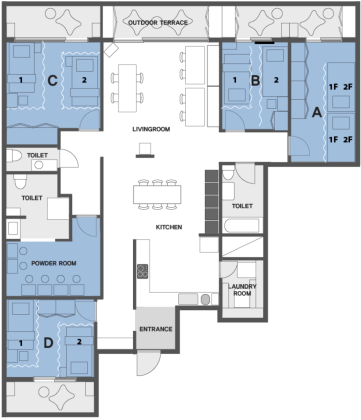 OUTDOOR TERRACE
1
C
2
1
B
2
A
1F 2F
1F 2F
LIVINGROOM
TOILET
TOILET
TOILET
KITCHEN
POWDER ROOM
LAUNDRY
ROOM
ENTRANCE
1
D
2